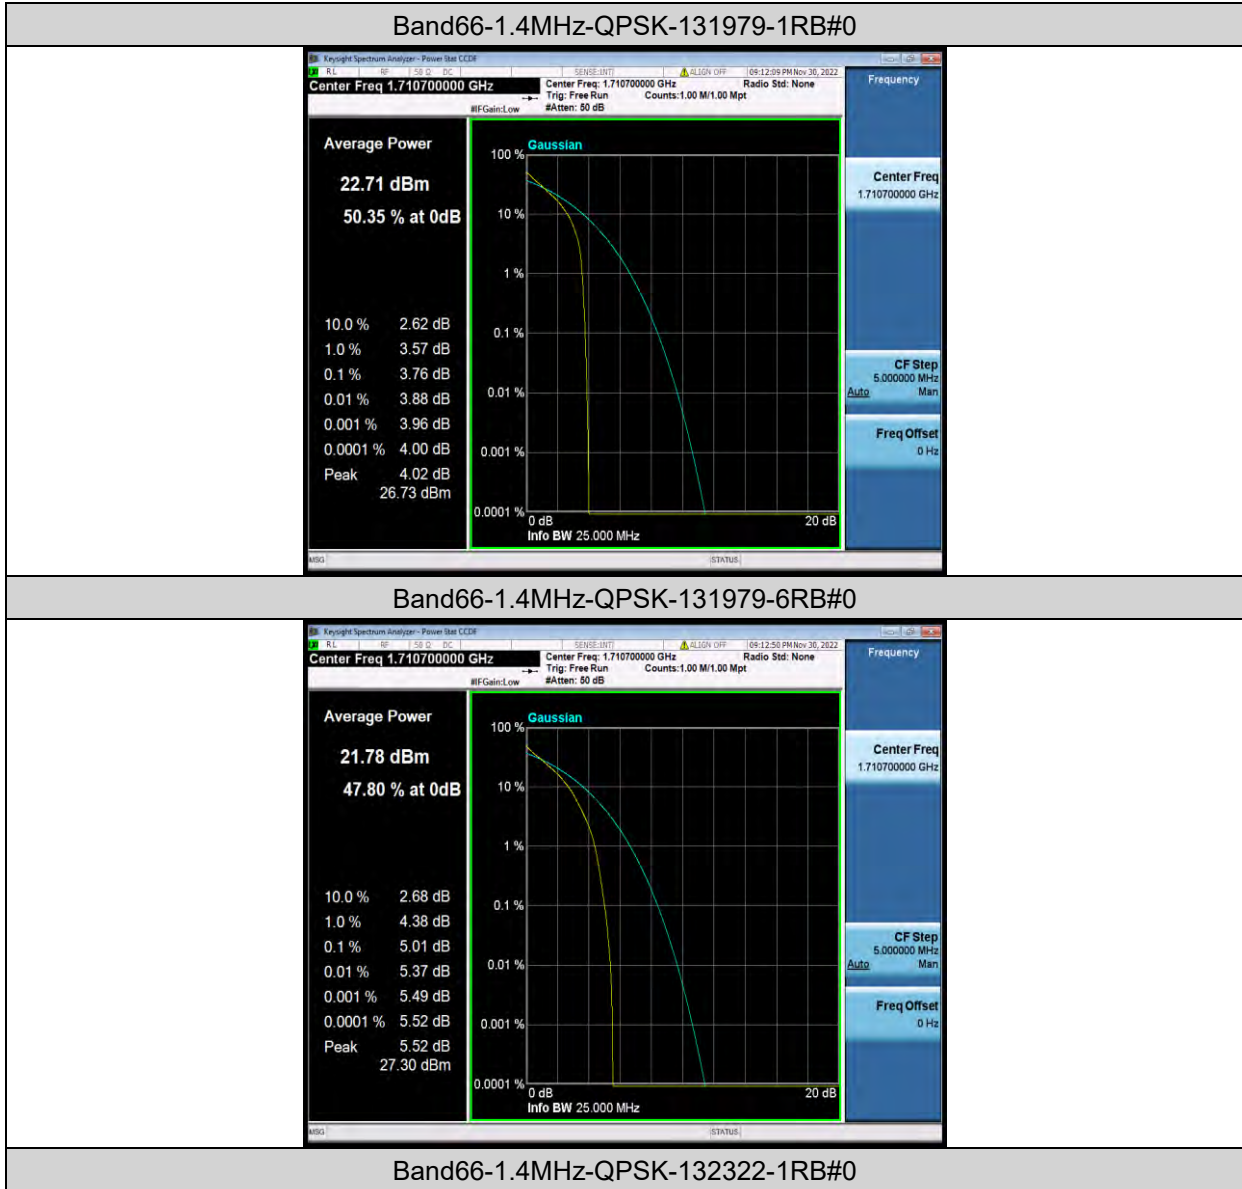 Band66-1.4MHz-QPSK-131979-1RB#0
Keysight Spectrum Analyzer - Power Stat CCDF
RL RF 50 Ω DC SENSE:INT ALIGN OFF 09:12:09 PM Nov 30, 2022
Center Freq 1.710700000 GHz
Center Freq: 1.710700000 GHz Radio Std: None
Trig: Free Run Counts:1.00 M/1.00 Mpt
#IFGain:Low #Atten: 50 dB
Frequency
Average Power
22.71 dBm
50.35 % at 0dB
10.0 % 2.62 dB
1.0 % 3.57 dB
0.1 % 3.76 dB
0.01 % 3.88 dB
0.001 % 3.96 dB
0.0001 % 4.00 dB
Peak 4.02 dB
26.73 dBm
Gaussian
100 %
10 %
1 %
0.1 %
0.01 %
0.001 %
0.0001 %
0 dB 20 dB
Info BW 25.000 MHz
Center Freq
1.710700000 GHz
CF Step
5.000000 MHz
Auto Man
Freq Offset
0 Hz
MSG STATUS
Band66-1.4MHz-QPSK-131979-6RB#0
Keysight Spectrum Analyzer - Power Stat CCDF
RL RF 50 Ω DC SENSE:INT ALIGN OFF 09:12:50 PM Nov 30, 2022
Center Freq 1.710700000 GHz
Center Freq: 1.710700000 GHz Radio Std: None
Trig: Free Run Counts:1.00 M/1.00 Mpt
#IFGain:Low #Atten: 50 dB
Frequency
Average Power
21.78 dBm
47.80 % at 0dB
10.0 % 2.68 dB
1.0 % 4.38 dB
0.1 % 5.01 dB
0.01 % 5.37 dB
0.001 % 5.49 dB
0.0001 % 5.52 dB
Peak 5.52 dB
27.30 dBm
Gaussian
100 %
10 %
1 %
0.1 %
0.01 %
0.001 %
0.0001 %
0 dB 20 dB
Info BW 25.000 MHz
Center Freq
1.710700000 GHz
CF Step
5.000000 MHz
Auto Man
Freq Offset
0 Hz
MSG STATUS
Band66-1.4MHz-QPSK-132322-1RB#0